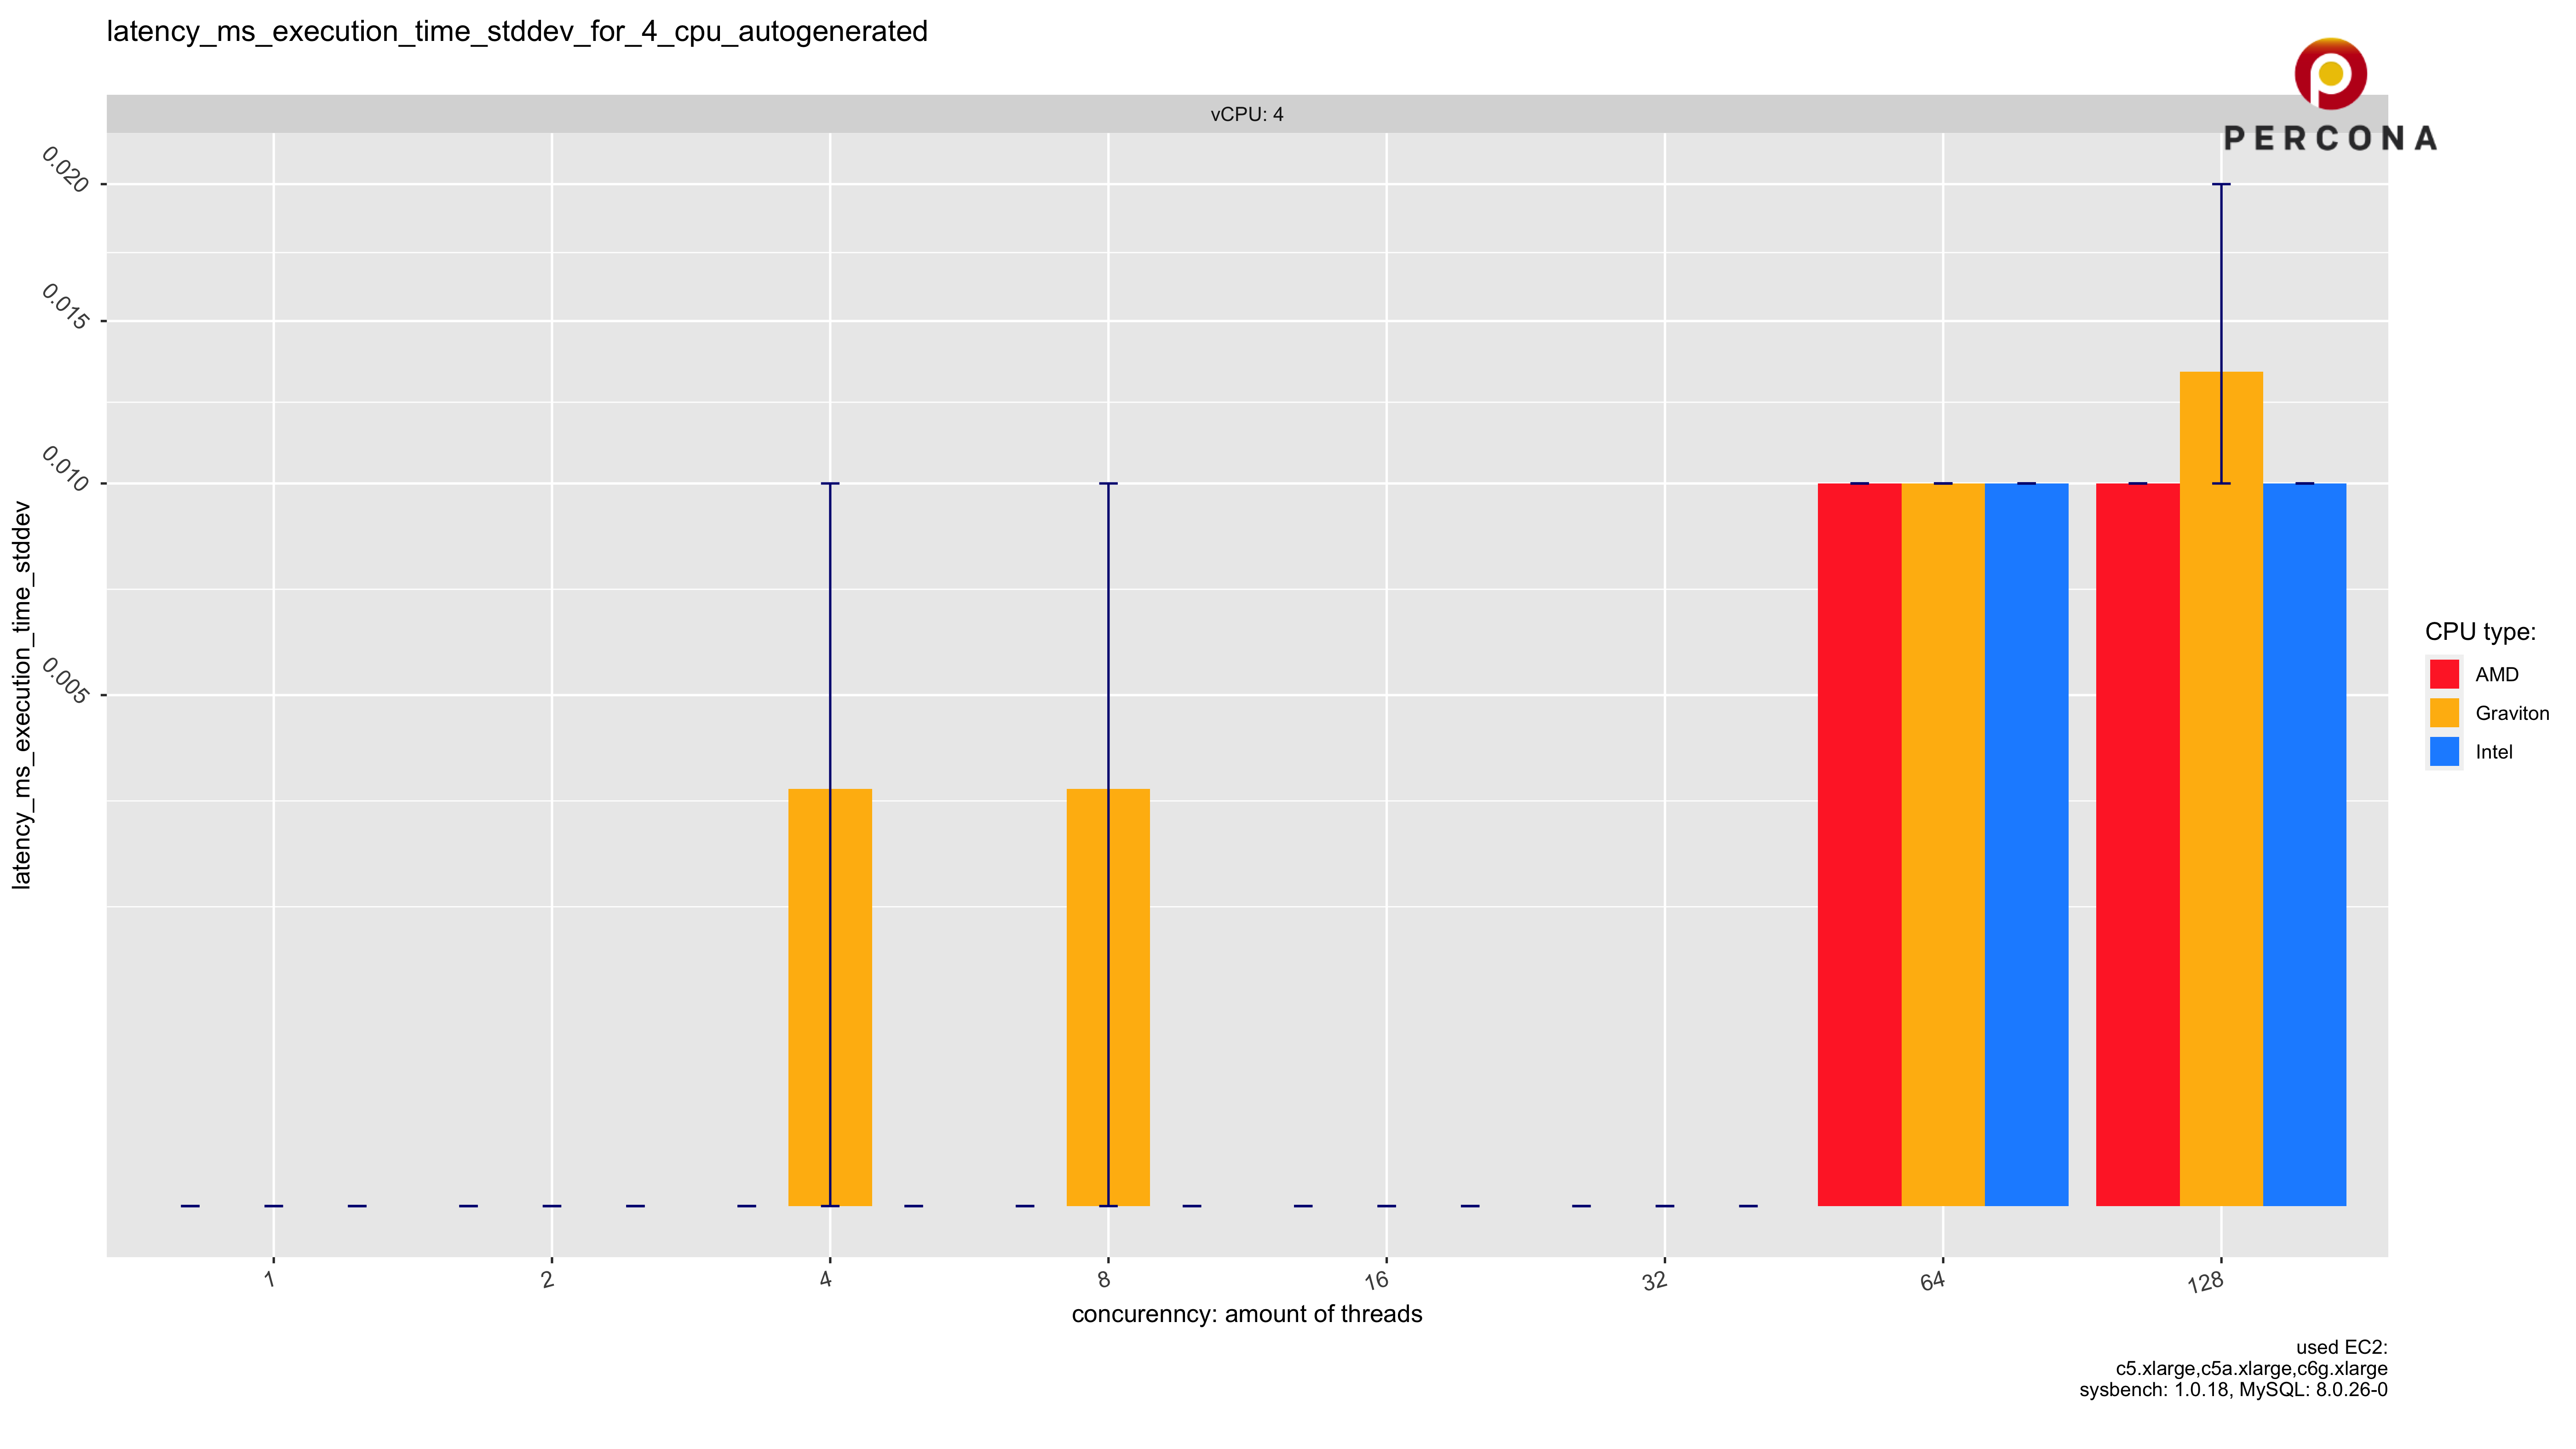 latency_ms_execution_time_stddev_for_4_cpu_autogenerated
PERCONA
vCPU: 4
0.020
0.015
0.010
0.005
latency_ms_execution_time_stddev
1
2
4
8
16
32
64
128
concurenncy: amount of threads
CPU type:
AMD
Graviton
Intel
used EC2:
c5.xlarge,c5a.xlarge,c6g.xlarge
sysbench: 1.0.18, MySQL: 8.0.26-0